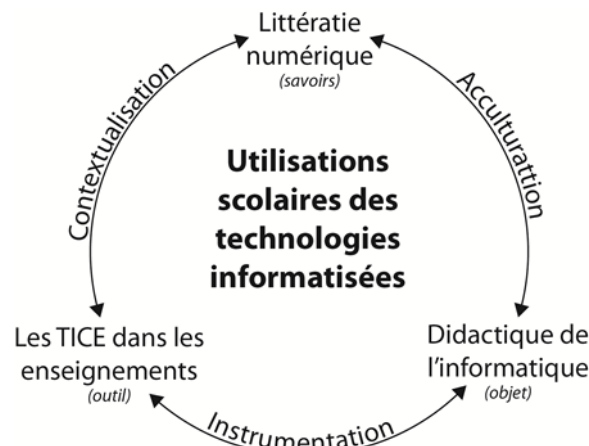 Littératie
numérique
(savoirs)
Contextualisation
Acculturattion
Utilisations
scolaires des
technologies
informatisées
Les TICE dans les
enseignements
(outil)
Didactique de
l'informatique
(objet)
Instrumentation